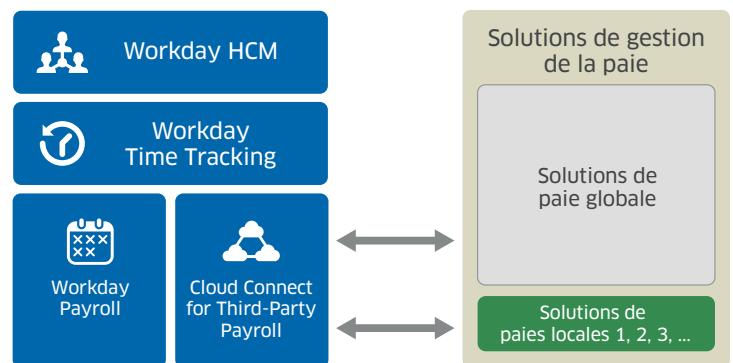 Workday HCM
Workday
Time Tracking
Workday
Payroll
Cloud Connect
for Third-Party
Payroll
Solutions de gestion
de la paie
Solutions de
paie globale
Solutions de
paies locales 1, 2, 3, ...